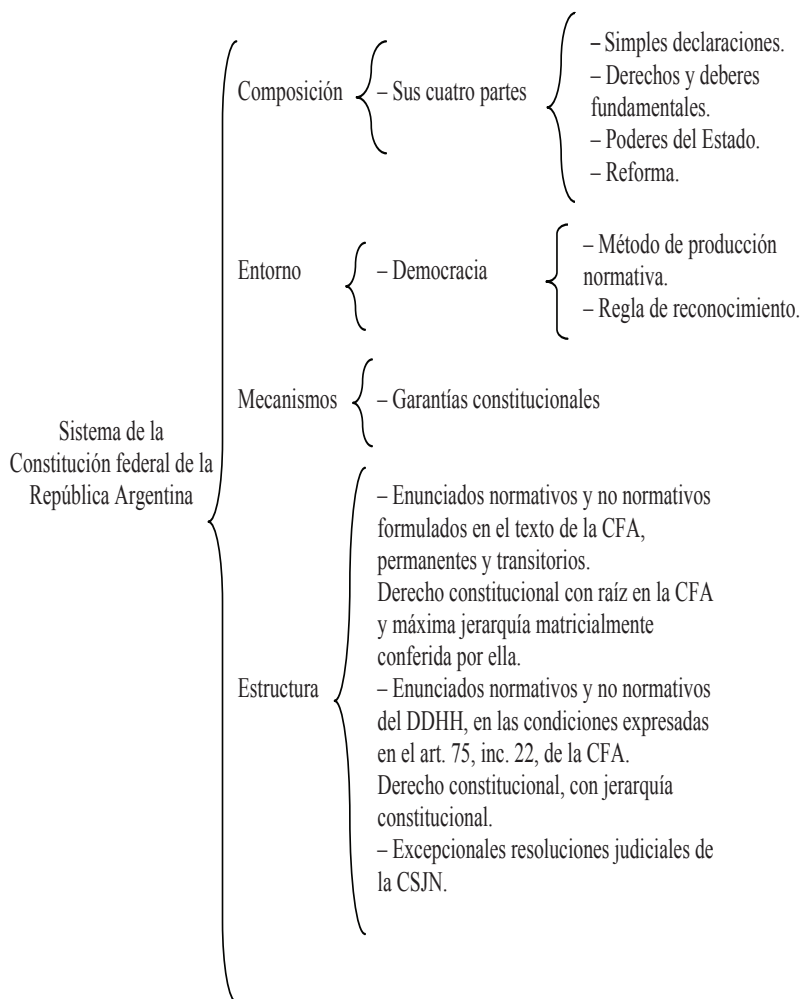 Sistema de la
Constitución federal de la
República Argentina
Composición
– Sus cuatro partes
– Simples declaraciones.
– Derechos y deberes
fundamentales.
– Poderes del Estado.
– Reforma.
Entorno
– Democracia
– Método de producción
normativa.
– Regla de reconocimiento.
Mecanismos
– Garantías constitucionales
Estructura
– Enunciados normativos y no normativos
formulados en el texto de la CFA,
permanentes y transitorios.
Derecho constitucional con raíz en la CFA
y máxima jerarquía matricialmente
conferida por ella.
– Enunciados normativos y no normativos
del DDHH, en las condiciones expresadas
en el art. 75, inc. 22, de la CFA.
Derecho constitucional, con jerarquía
constitucional.
– Excepcionales resoluciones judiciales de
la CSJN.